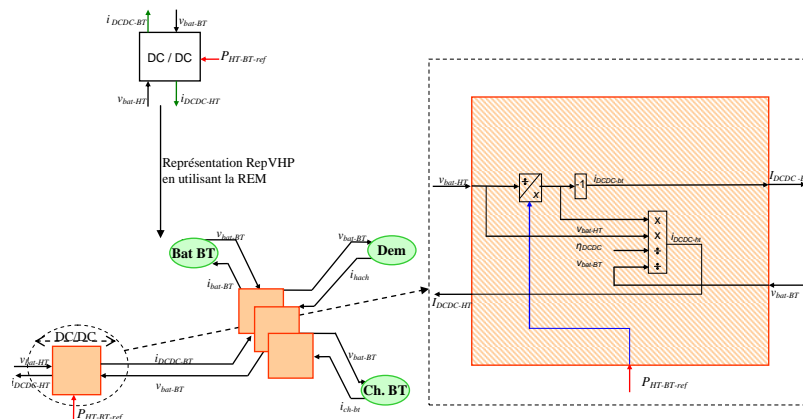 i DCDC-BT
v bat-BT
DC / DC
P HT-BT-ref
v bat-HT
i DCDC-HT
Représentation RepVHP
en utilisant la REM
v bat-BT
Bat BT
i bat-BT
v bat-BT
Dem
i hach
DC/DC
v bat-HT
i DCDC-HT
P HT-BT-ref
i DCDC-BT
v bat-BT
v bat-BT
Ch. BT
i ch-bt
v bat-HT
÷
x
-1
i DCDC-bt
I DCDC -B
v bat-HT
η DCDC
v bat-BT
x
x
÷
÷
i DCDC-ht
I DCDC-HT
v bat-BT
P HT-BT-ref